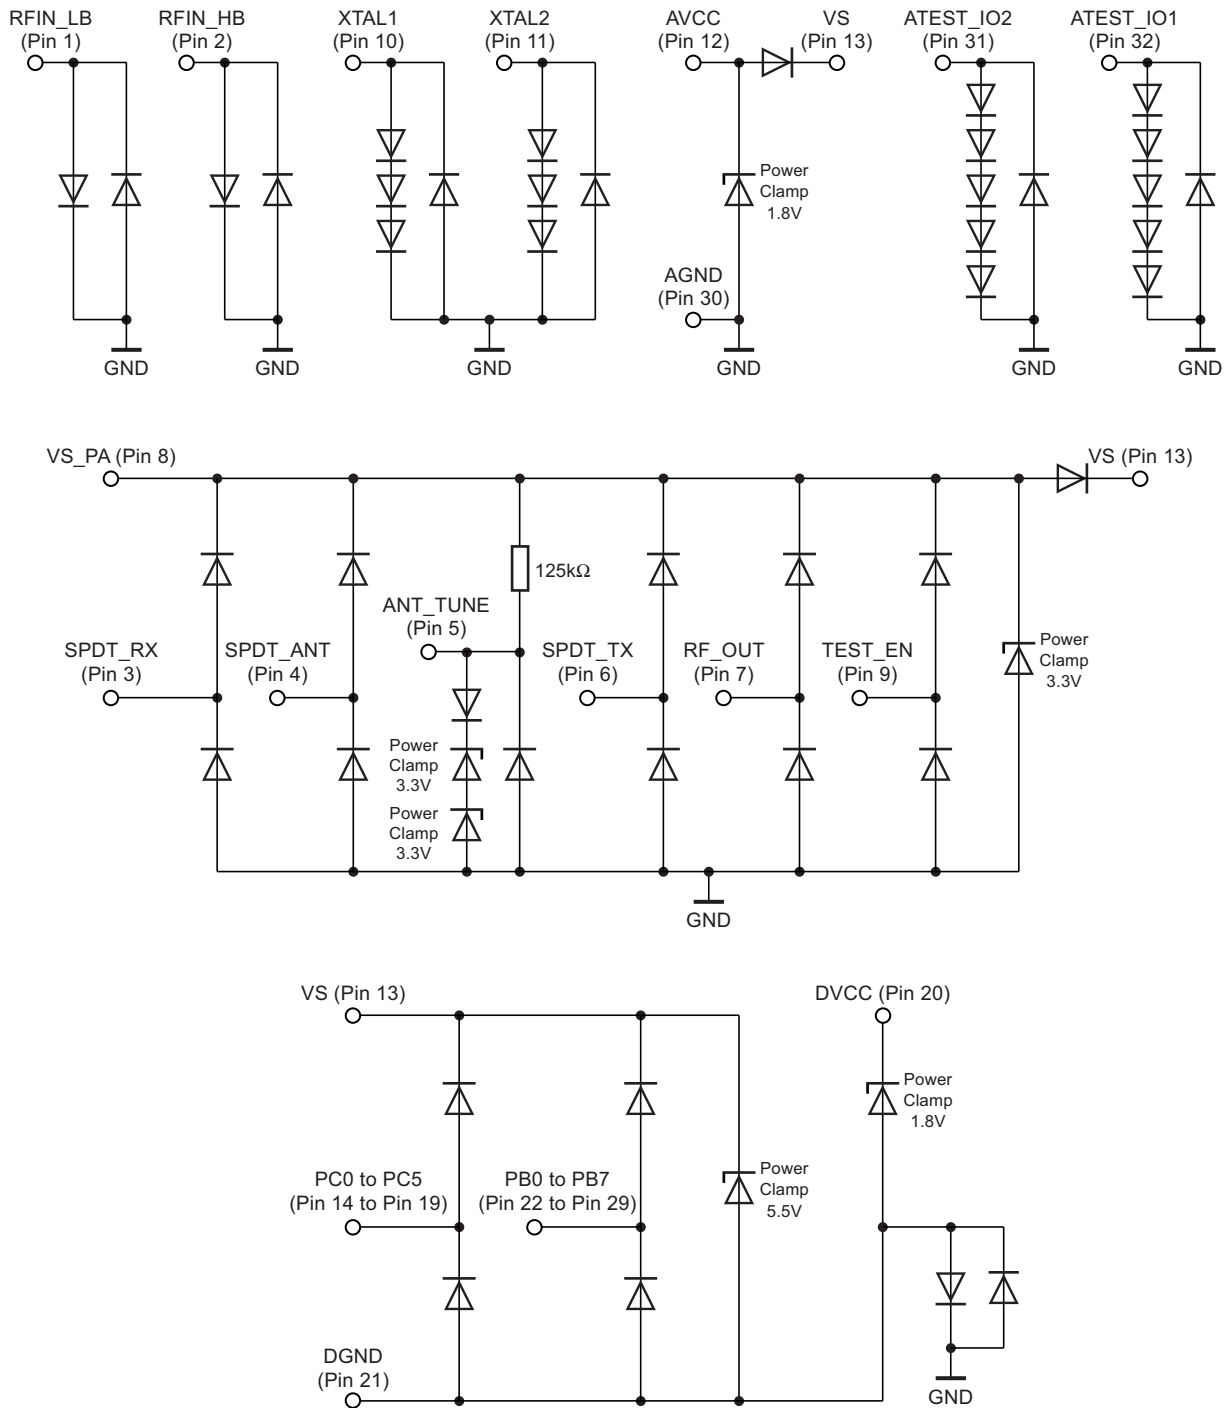 RFIN_LB
(Pin 1)
RFIN_HB
(Pin 2)
XTAL1
(Pin 10)
XTAL2
(Pin 11)
AVCC
(Pin 12)
VS
(Pin 13)
ATEST_IO2
(Pin 31)
ATEST_IO1
(Pin 32)
Power
Clamp
1.8V
AGND
(Pin 30)
GND
GND
GND
GND
GND
GND
VS_PA (Pin 8)
VS (Pin 13)
125kΩ
ANT_TUNE
(Pin 5)
SPDT_RX
(Pin 3)
SPDT_ANT
(Pin 4)
SPDT_TX
(Pin 6)
RF_OUT
(Pin 7)
TEST_EN
(Pin 9)
Power
Clamp
3.3V
Power
Clamp
3.3V
Power
Clamp
3.3V
GND
VS (Pin 13)
DVCC (Pin 20)
Power
Clamp
1.8V
PC0 to PC5
(Pin 14 to Pin 19)
PB0 to PB7
(Pin 22 to Pin 29)
Power
Clamp
5.5V
DGND
(Pin 21)
GND